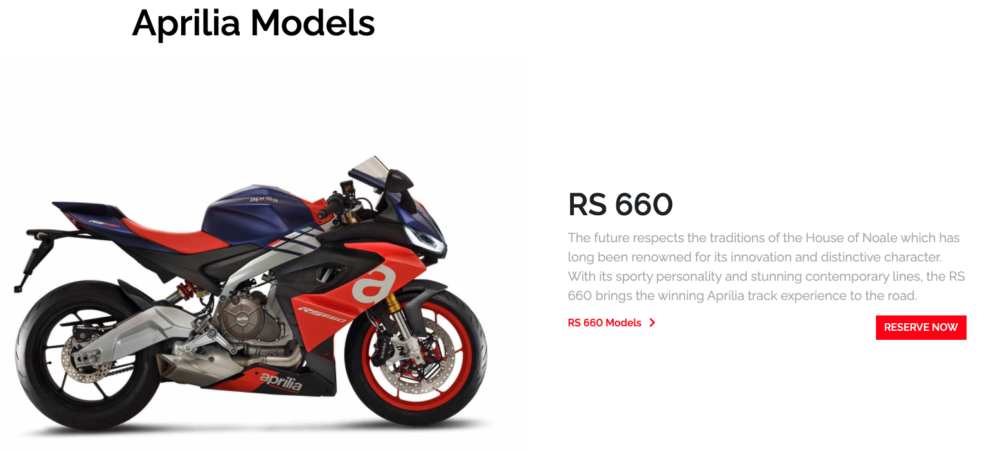 Aprilia Models
aprilia
a
RS660
aprilia
RS 660
The future respects the traditions of the House of Noale which has
long been renowned for its innovation and distinctive character.
With its sporty personality and stunning contemporary lines, the RS
660 brings the winning Aprilia track experience to the road.
RS 660 Models
RESERVE NOW